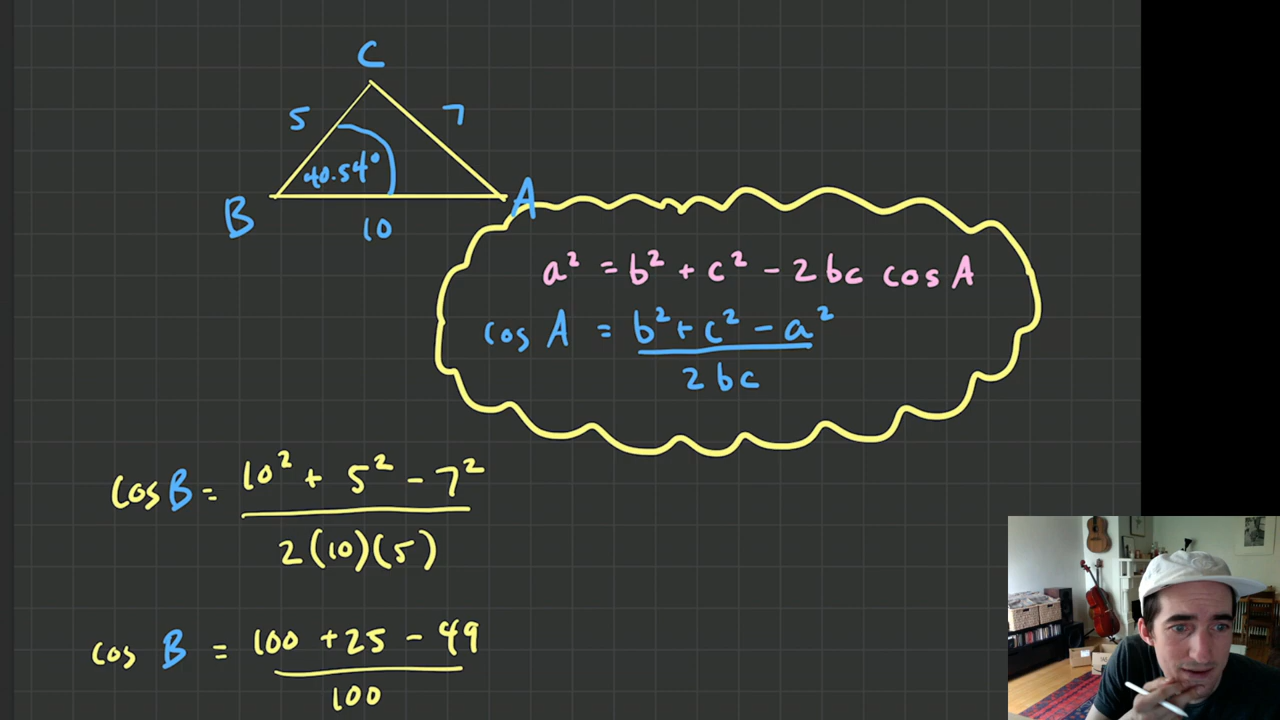 C
5
7
40.54°
B
A
10
a² = b² + c² - 2bc cos A
cos A = b² + c² - a²
2bc
cos B = 10² + 5² - 7²
2(10)(5)
cos B = 100 + 25 - 49
100